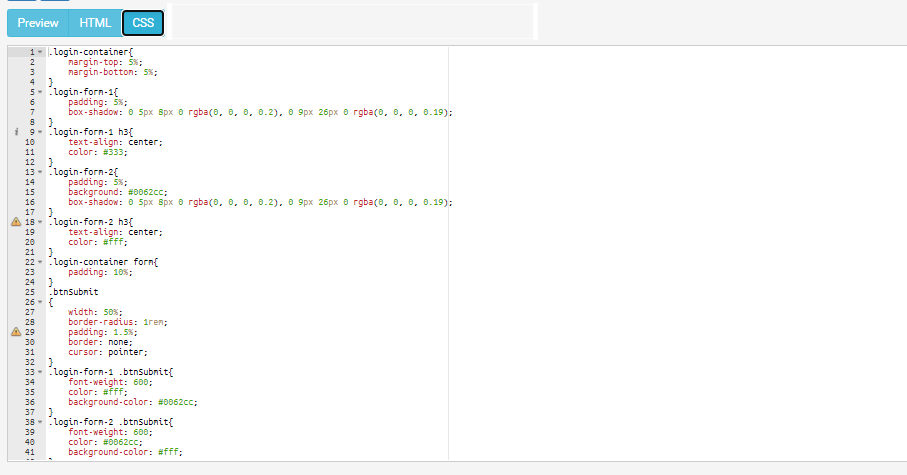 Preview HTML CSS
1 .login-container{
2 margin-top: 5%;
3 margin-bottom: 5%;
4 }
5 .login-form-1{
6 padding: 5%;
7 box-shadow: 0 5px 8px 0 rgba(0, 0, 0, 0.2), 0 9px 26px 0 rgba(0, 0, 0, 0.19);
8 }
9 .login-form-1 h3{
10 text-align: center;
11 color: #333;
12 }
13 .login-form-2{
14 padding: 5%;
15 background: #0062cc;
16 box-shadow: 0 5px 8px 0 rgba(0, 0, 0, 0.2), 0 9px 26px 0 rgba(0, 0, 0, 0.19);
17 }
18 .login-form-2 h3{
19 text-align: center;
20 color: #fff;
21 }
22 .login-container form{
23 padding: 10%;
24 }
25 .btnSubmit
26 {
27 width: 50%;
28 border-radius: 1rem;
29 padding: 1.5%;
30 border: none;
31 cursor: pointer;
32 }
33 .login-form-1 .btnSubmit{
34 font-weight: 600;
35 color: #fff;
36 background-color: #0062cc;
37 }
38 .login-form-2 .btnSubmit{
39 font-weight: 600;
40 color: #0062cc;
41 background-color: #fff;